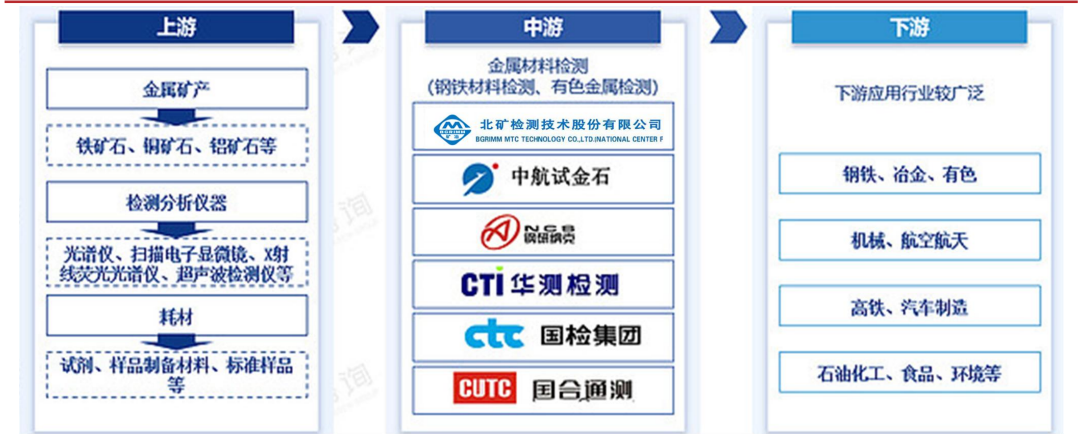 上游
金属矿产
铁矿石、铜矿石、铝矿石等
检测分析仪器
光谱仪、扫描电子显微镜、X射
线荧光光谱仪、超声波检测仪等
耗材
试剂、样品制备材料、标准样品
等
中游
金属材料检测
(钢铁材料检测、有色金属检测)
北矿检测技术股份有限公司
BGRIMM MTC TECHNOLOGY CO.,LTD.(NATIONAL CENTER F
中航试金石
NCS
钢研纳克
CTI 华测检测
ctc 国检集团
CUTC 国合通测
下游
下游应用行业较广泛
钢铁、冶金、有色
机械、航空航天
高铁、汽车制造
石油化工、食品、环境等